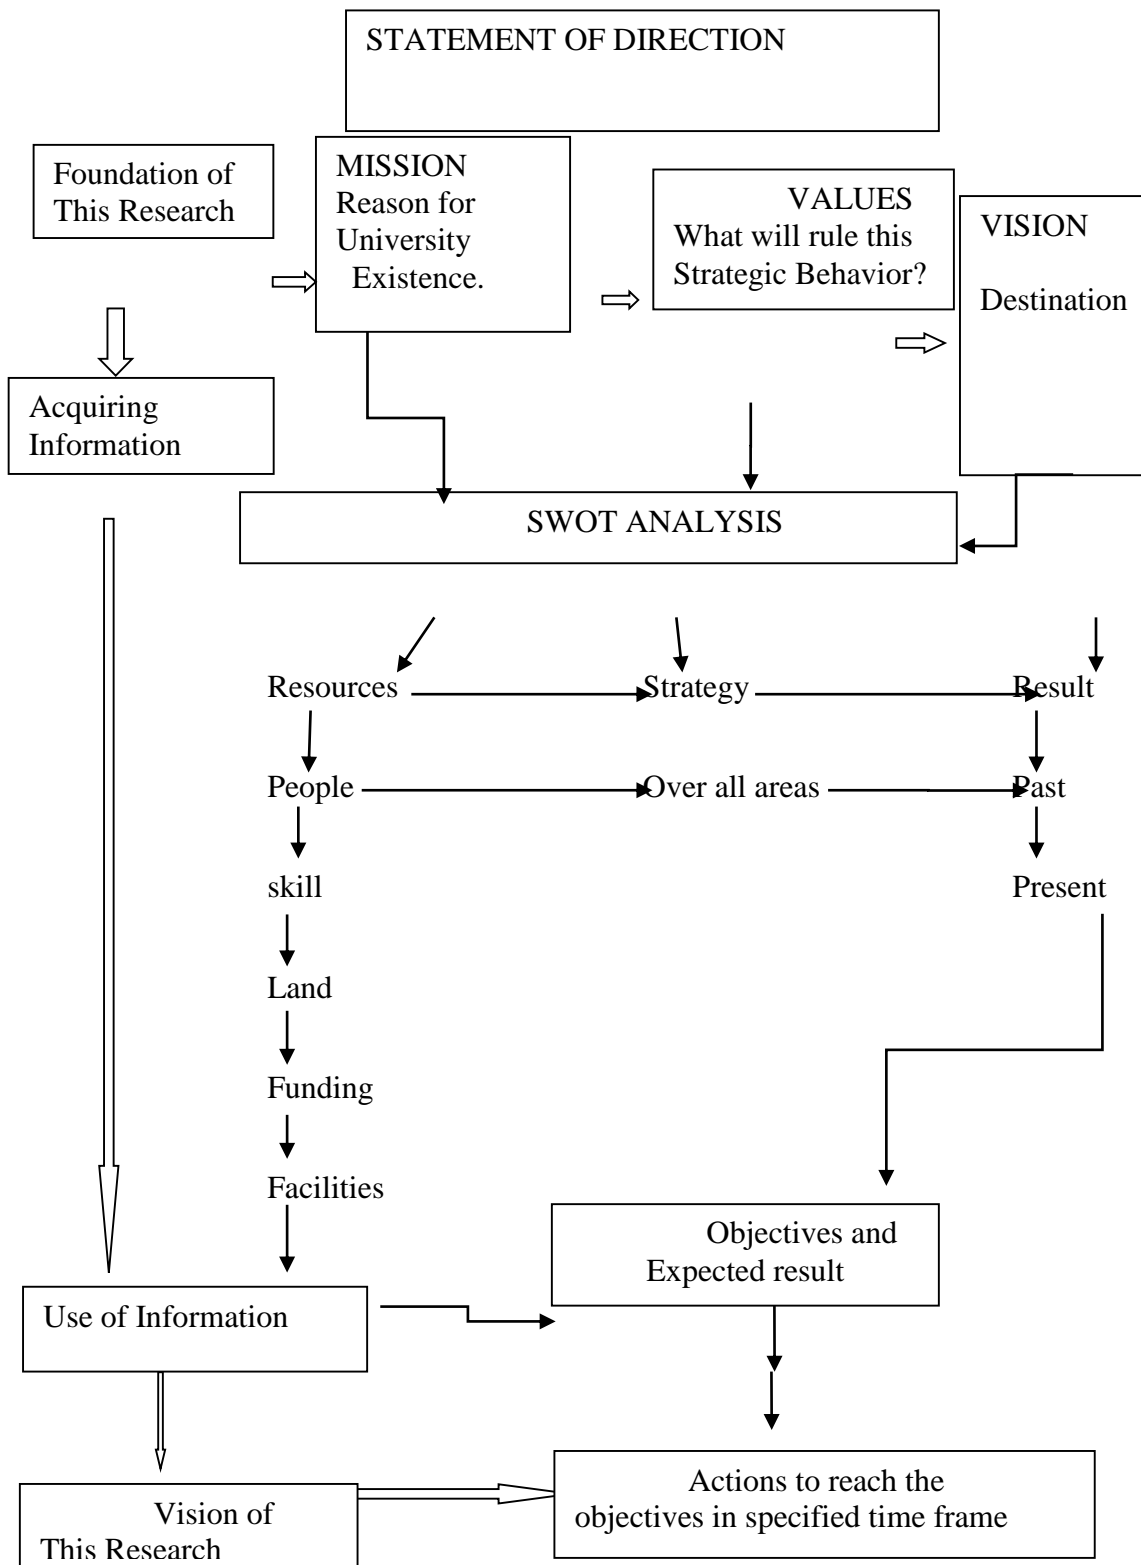 STATEMENT OF DIRECTION
Foundation of
This Research
MISSION
Reason for
University
Existence.
VALUES
What will rule this
Strategic Behavior?
VISION
Destination
Acquiring
Information
SWOT ANALYSIS
Resources
Strategy
Result
People
Over all areas
Past
skill
Present
Land
Funding
Facilities
Objectives and
Expected result
Use of Information
Actions to reach the
objectives in specified time frame
Vision of
This Research